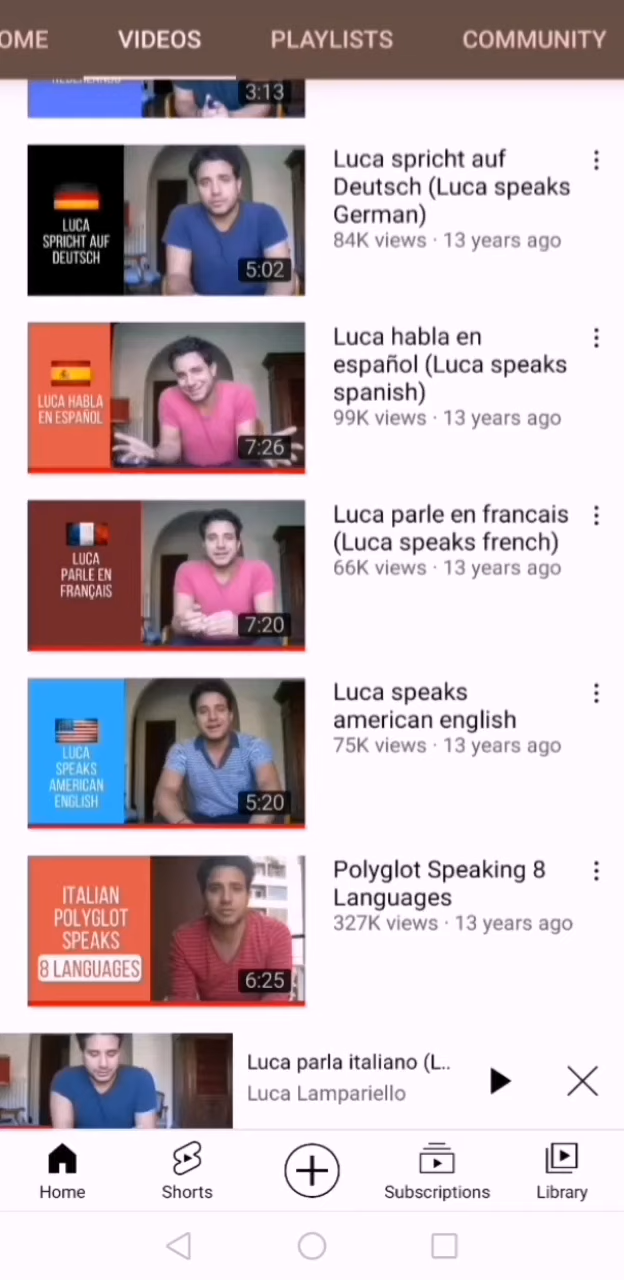 OME VIDEOS PLAYLISTS COMMUNITY
3:13
LUCA
SPRICHT AUF
DEUTSCH
5:02
Luca spricht auf
Deutsch (Luca speaks
German)
84K views · 13 years ago
LUCA HABLA
EN ESPAÑOL
7:26
Luca habla en
español (Luca speaks
spanish)
99K views · 13 years ago
LUCA
PARLE EN
FRANÇAIS
7:20
Luca parle en francais
(Luca speaks french)
66K views · 13 years ago
LUCA
SPEAKS
AMERICAN
ENGLISH
5:20
Luca speaks
american english
75K views · 13 years ago
ITALIAN
POLYGLOT
SPEAKS
8 LANGUAGES
6:25
Polyglot Speaking 8
Languages
327K views · 13 years ago
Luca parla italiano (L..
Luca Lampariello
Home Shorts Subscriptions Library